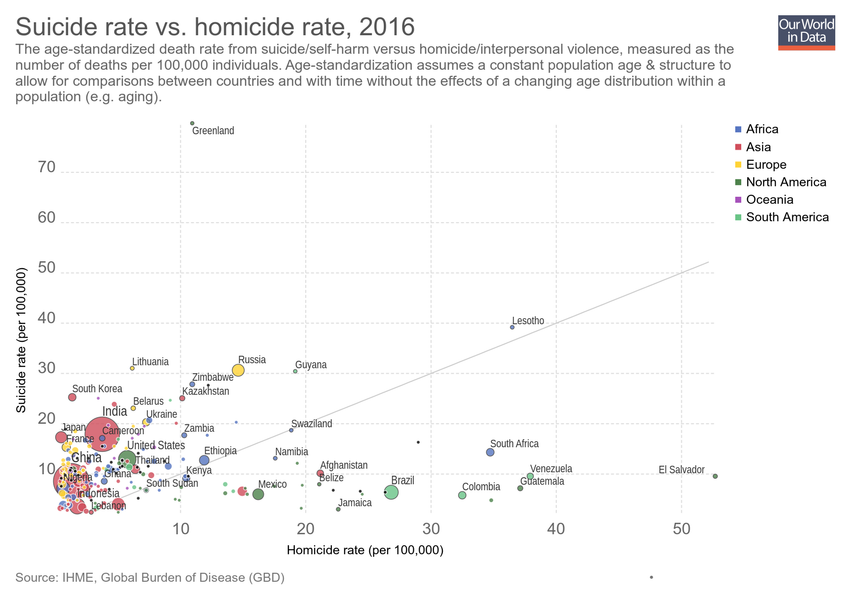 Suicide rate vs. homicide rate, 2016
Our World
in Data
The age-standardized death rate from suicide/self-harm versus homicide/interpersonal violence, measured as the
number of deaths per 100,000 individuals. Age-standardization assumes a constant population age & structure to
allow for comparisons between countries and with time without the effects of a changing age distribution within a
population (e.g. aging).
Greenland
Africa
Asia
Europe
North America
Oceania
South America
70
60
50
40
30
20
10
Suicide rate (per 100,000)
Lesotho
Lithuania
Russia
Guyana
Zimbabwe
South Korea
Kazakhstan
Belarus
India
Ukraine
Japan
Cameroon
Zambia
Swaziland
France
United States
South Africa
China
Thailand
Ethiopia
Namibia
Nigeria
Ghana
Kenya
Afghanistan
Venezuela
El Salvador
South Sudan
Mexico
Belize
Brazil
Guatemala
Indonesia
Colombia
Lebanon
Jamaica
10
20
30
40
50
Homicide rate (per 100,000)
Source: IHME, Global Burden of Disease (GBD)